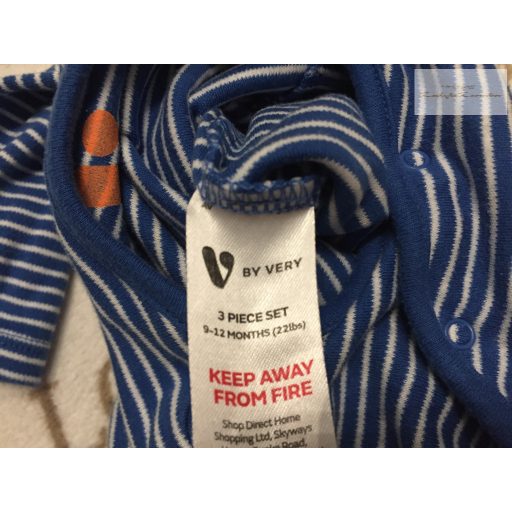 V BY VERY
3 PIECE SET
9-12 MONTHS (22lbs)
KEEP AWAY
FROM FIRE
Shop Direct Home
Shopping Ltd, Skyways
Road,